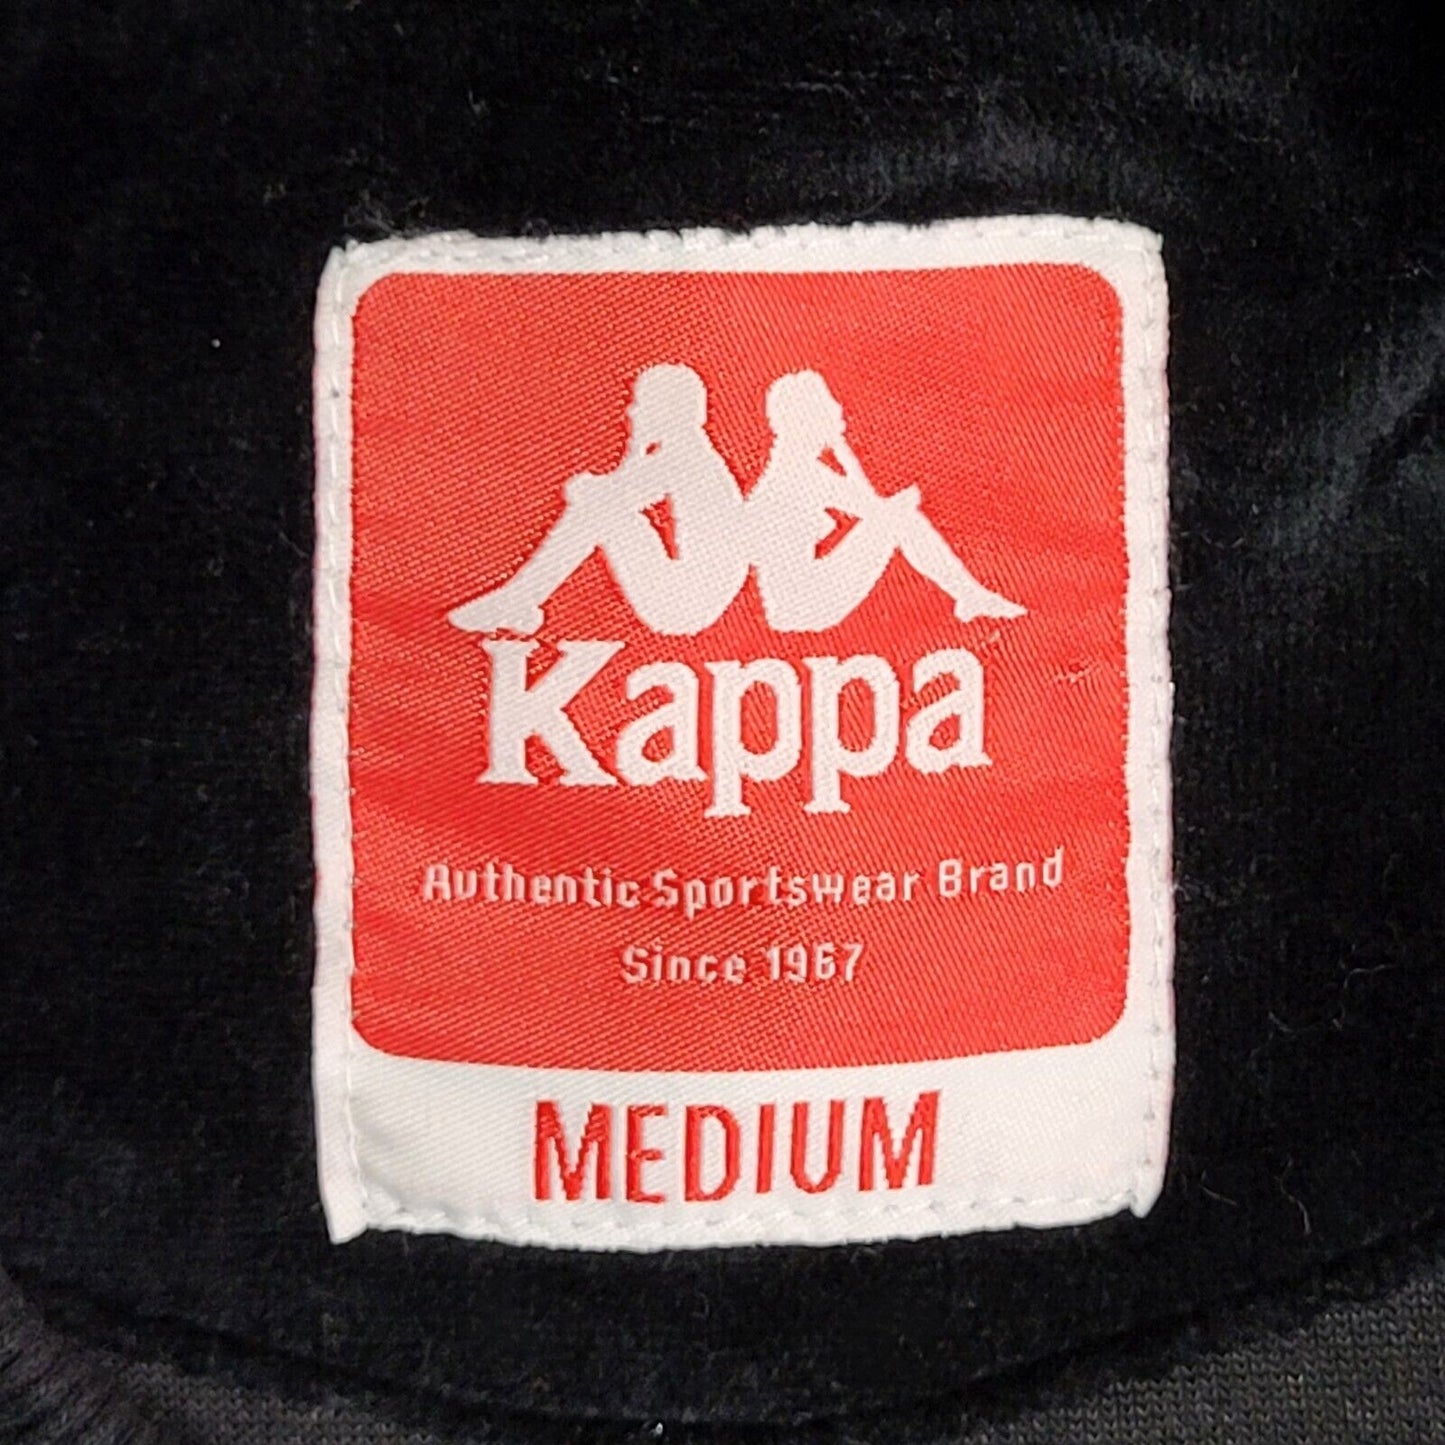 Kappa
Authentic Sportswear Brand
Since 1967
MEDIUM